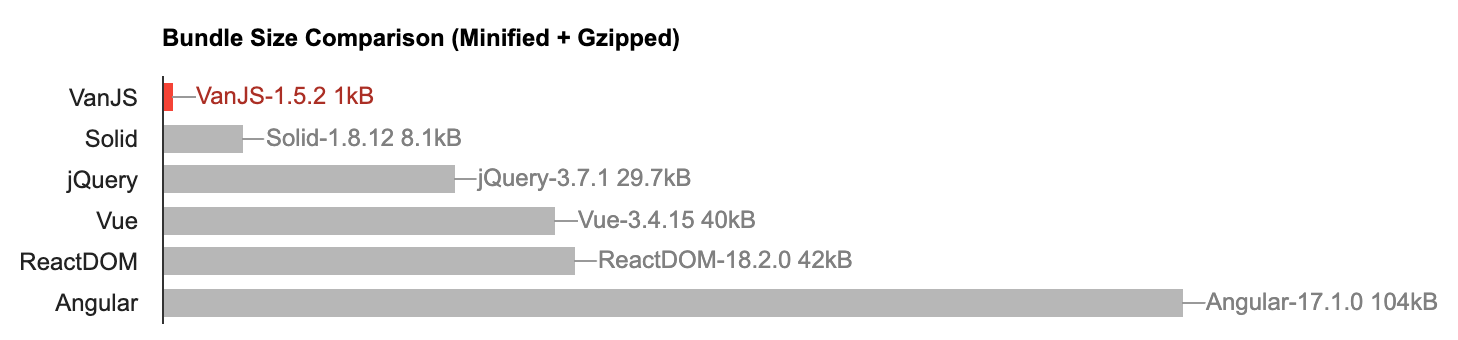 Bundle Size Comparison (Minified + Gzipped)
VanJS VanJS-1.5.2 1kB
Solid Solid-1.8.12 8.1kB
jQuery jQuery-3.7.1 29.7kB
Vue Vue-3.4.15 40kB
ReactDOM ReactDOM-18.2.0 42kB
Angular Angular-17.1.0 104kB